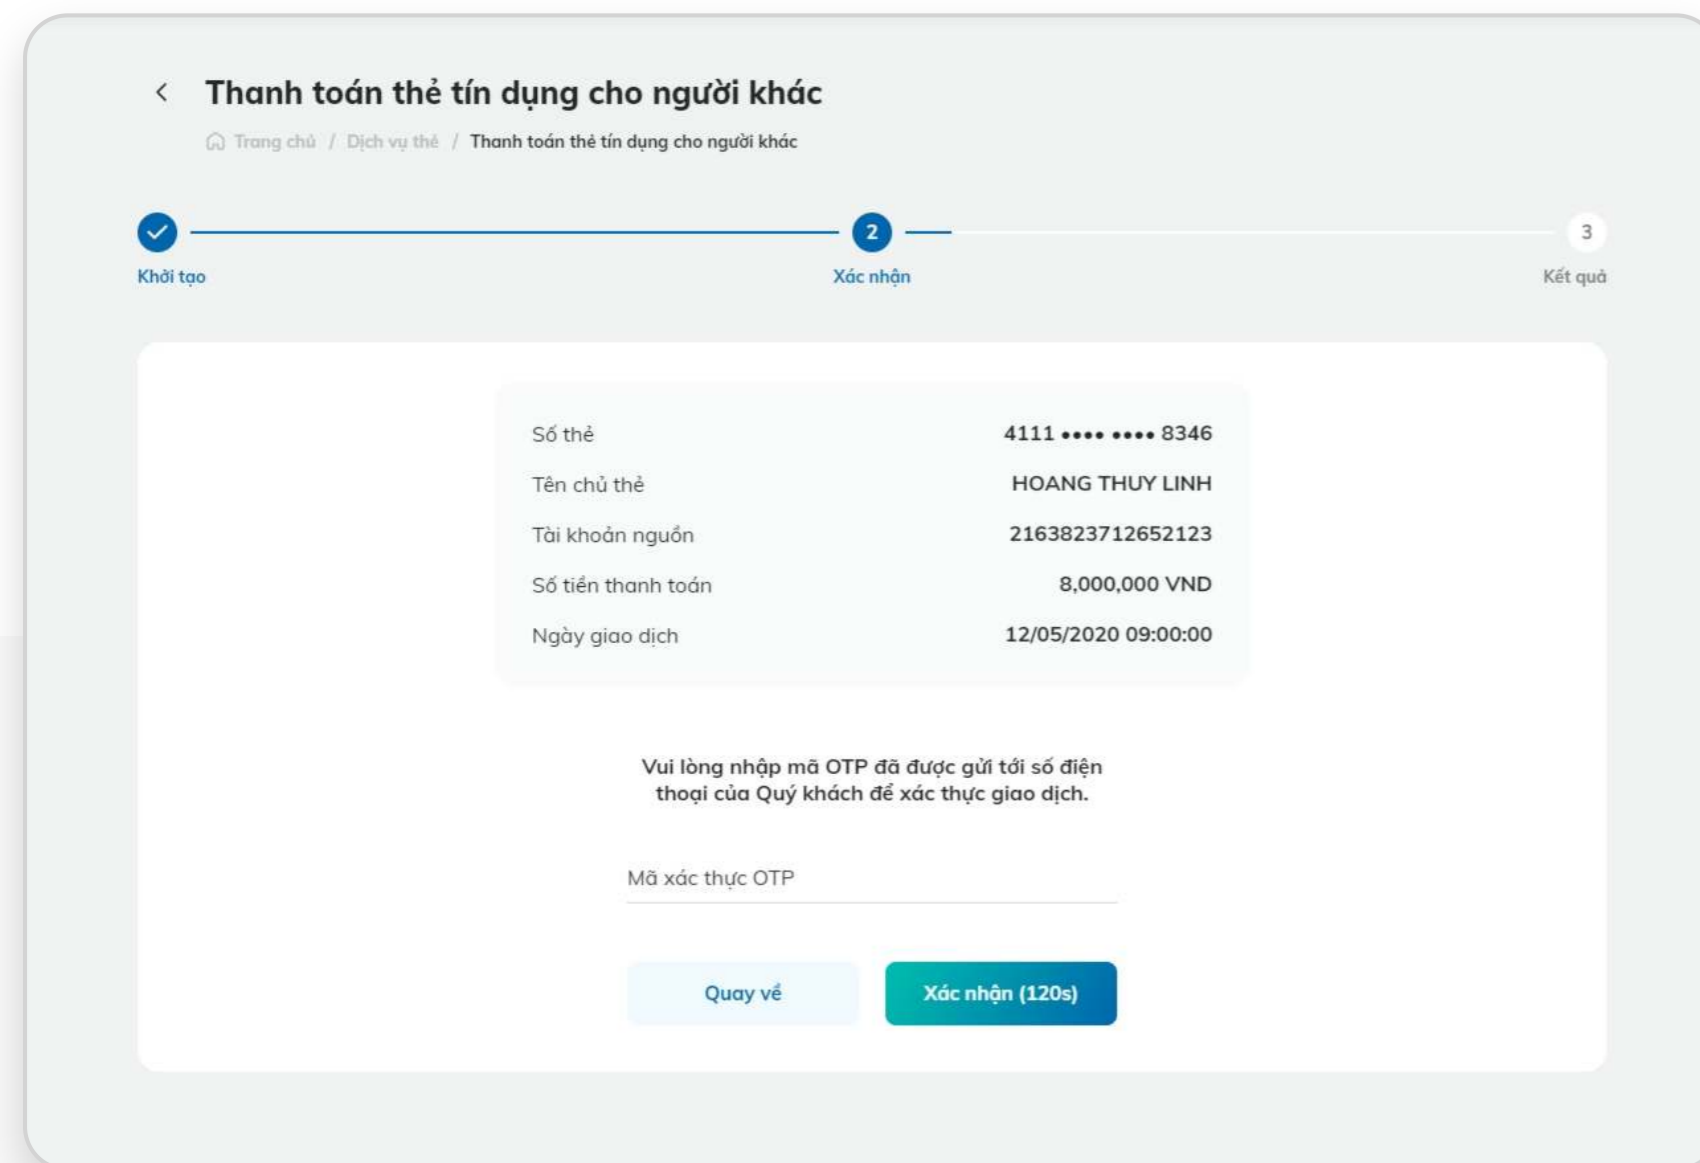 Thanh toán thẻ tín dụng cho người khác
Trang chủ / Dịch vụ thẻ / Thanh toán thẻ tín dụng cho người khác
2
3
Khởi tạo
Xác nhận
Kết quả
Số thẻ 4111 •••• •••• 8346
Tên chủ thẻ HOANG THUY LINH
Tài khoản nguồn 2163823712652123
Số tiền thanh toán 8,000,000 VND
Ngày giao dịch 12/05/2020 09:00:00
Vui lòng nhập mã OTP đã được gửi tới số điện
thoại của Quý khách để xác thực giao dịch.
Mã xác thực OTP
Quay về
Xác nhận (120s)